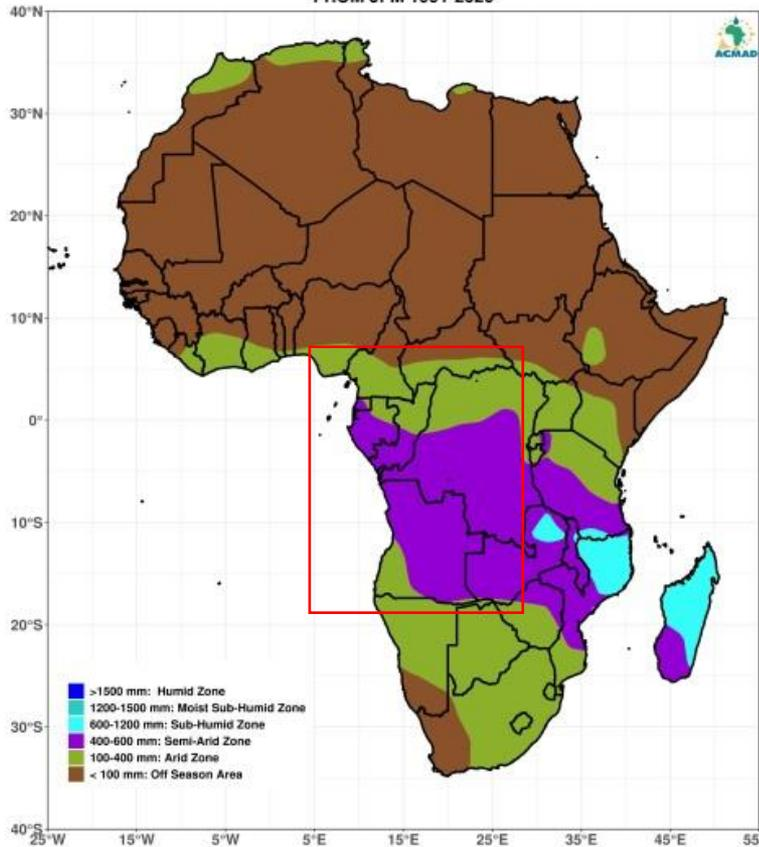 ACMAD
40°N
30°N
20°N
10°N
0°
10°S
20°S
30°S
40°S
>1500 mm: Humid Zone
1200-1500 mm: Moist Sub-Humid Zone
600-1200 mm: Sub-Humid Zone
400-600 mm: Semi-Arid Zone
100-400 mm: Arid Zone
< 100 mm: Off Season Area
25°W 15°W 5°W 5°E 15°E 25°E 35°E 45°E